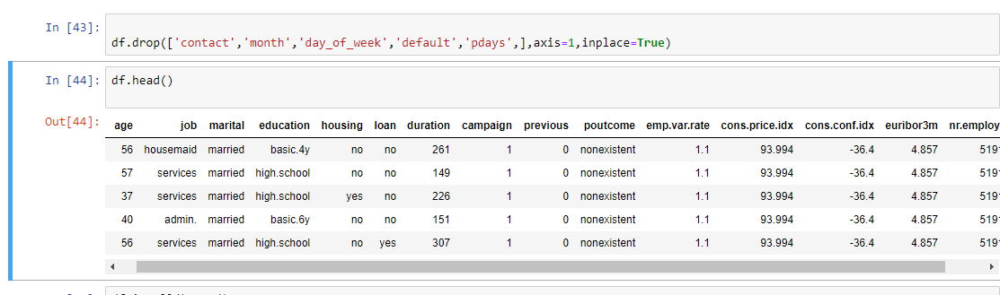 In [43]:
df.drop(['contact','month','day_of_week','default','pdays',],axis=1,inplace=True)
In [44]: df.head()
Out[44]:
age job marital education housing loan duration campaign previous poutcome emp.var.rate cons.price.idx cons.conf.idx euribor3m nr.employ
56 housemaid married basic.4y no no 261 1 0 nonexistent 1.1 93.994 -36.4 4.857 519
57 services married high.school no no 149 1 0 nonexistent 1.1 93.994 -36.4 4.857 519
37 services married high.school yes no 226 1 0 nonexistent 1.1 93.994 -36.4 4.857 519
40 admin. married basic.6y no no 151 1 0 nonexistent 1.1 93.994 -36.4 4.857 519
56 services married high.school no yes 307 1 0 nonexistent 1.1 93.994 -36.4 4.857 519